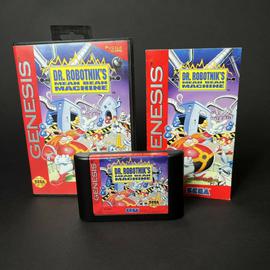 GENESIS
DR. ROBOTNIK'S
MEAN BEAN
MACHINE
SEGA
GENESIS
DR. ROBOTNIK'S
MEAN BEAN
MACHINE
SEGA
GENESIS
DR. ROBOTNIK'S
MEAN BEAN
MACHINE
SEGA